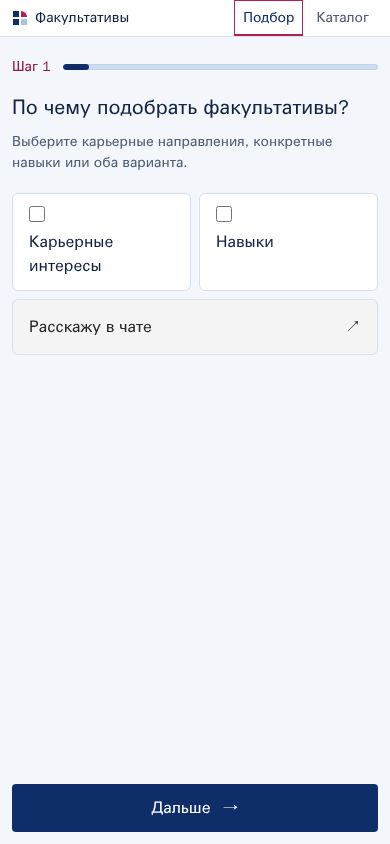 Факультативы
Подбор
Каталог
Шаг 1
По чему подобрать факультативы?
Выберите карьерные направления, конкретные
навыки или оба варианта.
Карьерные
интересы
Навыки
Расскажу в чате ↗
Дальше →